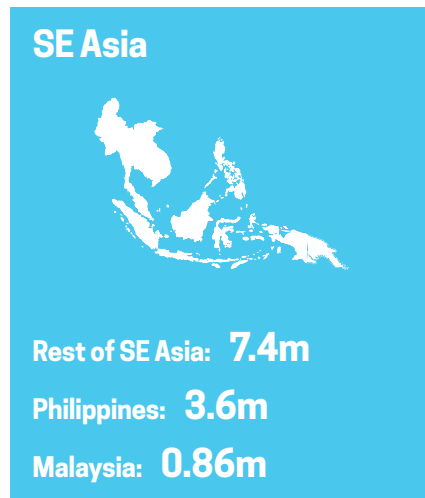 SE Asia
Rest of SE Asia: 7.4m
Philippines: 3.6m
Malaysia: 0.86m